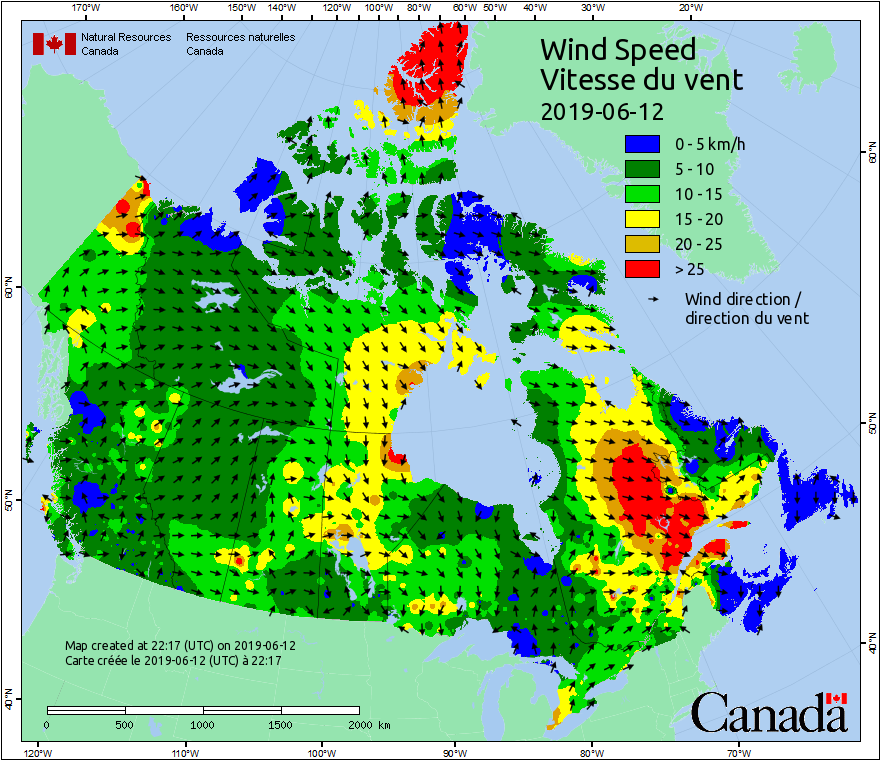 170°W 160°W 150°W 140°W 130°W 120°W 110°W 100°W 80°W 60°W 50°W 40°W 30°W 20°W
Natural Resources Ressources naturelles
Canada Canada
Wind Speed
Vitesse du vent
2019-06-12
0 - 5 km/h
5 - 10
10 - 15
15 - 20
20 - 25
> 25
Wind direction /
direction du vent
60°N
50°N
40°N
60°N
50°N
40°N
Map created at 22:17 (UTC) on 2019-06-12
Carte créée le 2019-06-12 (UTC) à 22:17
0 500 1000 1500 2000 km
Canada
120°W 110°W 100°W 90°W 80°W 70°W